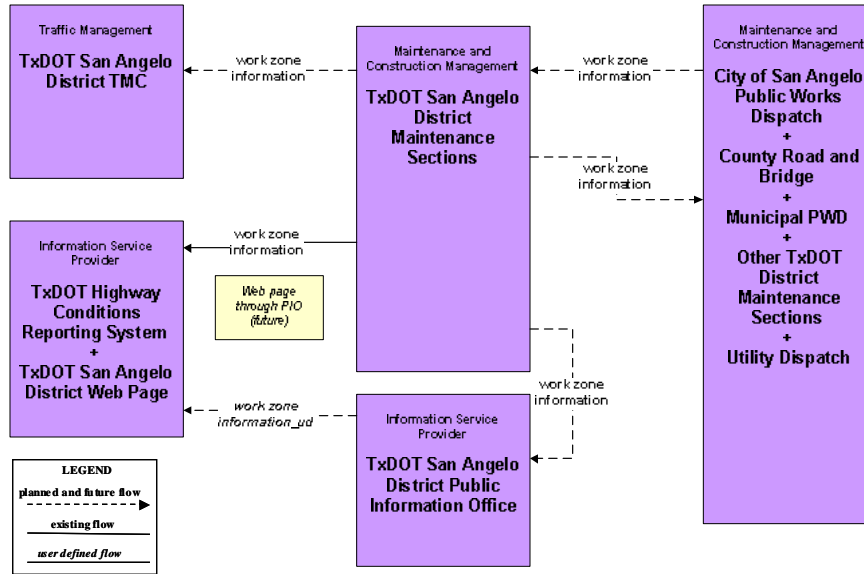 Traffic Management
TxDOT San Angelo
District TMC
work zone
information
Maintenance and
Construction Management
TxDOT San Angelo
District
Maintenance
Sections
work zone
information
Maintenance and
Construction Management
City of San Angelo
Public Works
Dispatch
+
County Road and
Bridge
+
Municipal PWD
+
Other TxDOT
District
Maintenance
Sections
+
Utility Dispatch
work zone
information
Information Service
Provider
TxDOT Highway
Conditions
Reporting System
+
TxDOT San Angelo
District Web Page
work zone
information
Web page
through PIO
(future)
work zone
information
work zone
information_ud
Information Service
Provider
TxDOT San Angelo
District Public
Information Office
LEGEND
planned and future flow
existing flow
user defined flow